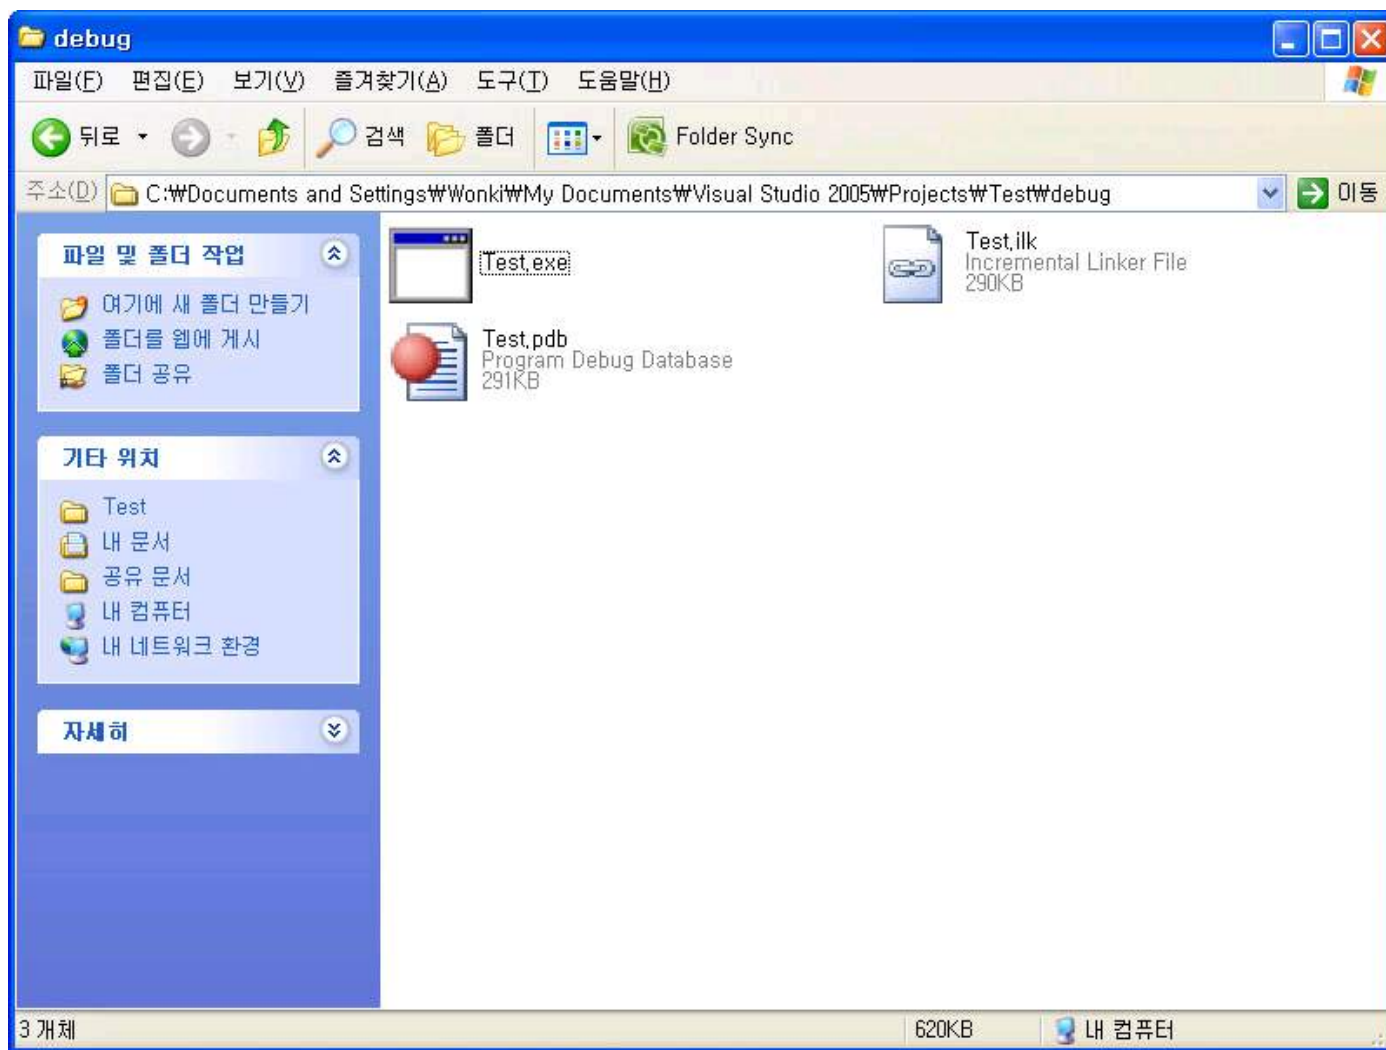 debug
파일(F) 편집(E) 보기(V) 즐겨찾기(A) 도구(T) 도움말(H)
뒤로 검색 폴더 Folder Sync
주소(D) C:₩Documents and Settings₩Wonki₩My Documents₩Visual Studio 2005₩Projects₩Test₩debug 이동
파일 및 폴더 작업
여기에 새 폴더 만들기
폴더를 웹에 게시
폴더 공유
기타 위치
Test
내 문서
공유 문서
내 컴퓨터
내 네트워크 환경
자세히
Test.exe
Test.ilk
Incremental Linker File
290KB
Test.pdb
Program Debug Database
291KB
3 개체 620KB 내 컴퓨터